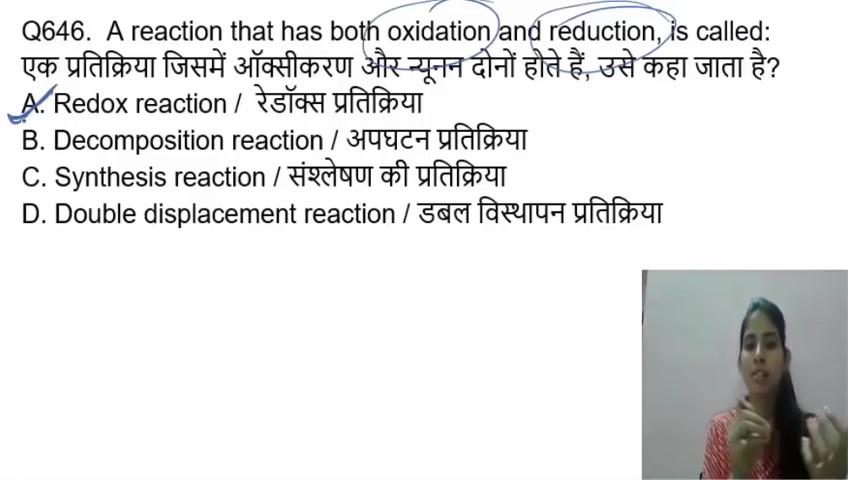 Q646. A reaction that has both oxidation and reduction, is called:
एक प्रतिक्रिया जिसमें ऑक्सीकरण और न्यूनन दोनों होते हैं, उसे कहा जाता है?
A. Redox reaction / रेडॉक्स प्रतिक्रिया
B. Decomposition reaction / अपघटन प्रतिक्रिया
C. Synthesis reaction / संश्लेषण की प्रतिक्रिया
D. Double displacement reaction / डबल विस्थापन प्रतिक्रिया